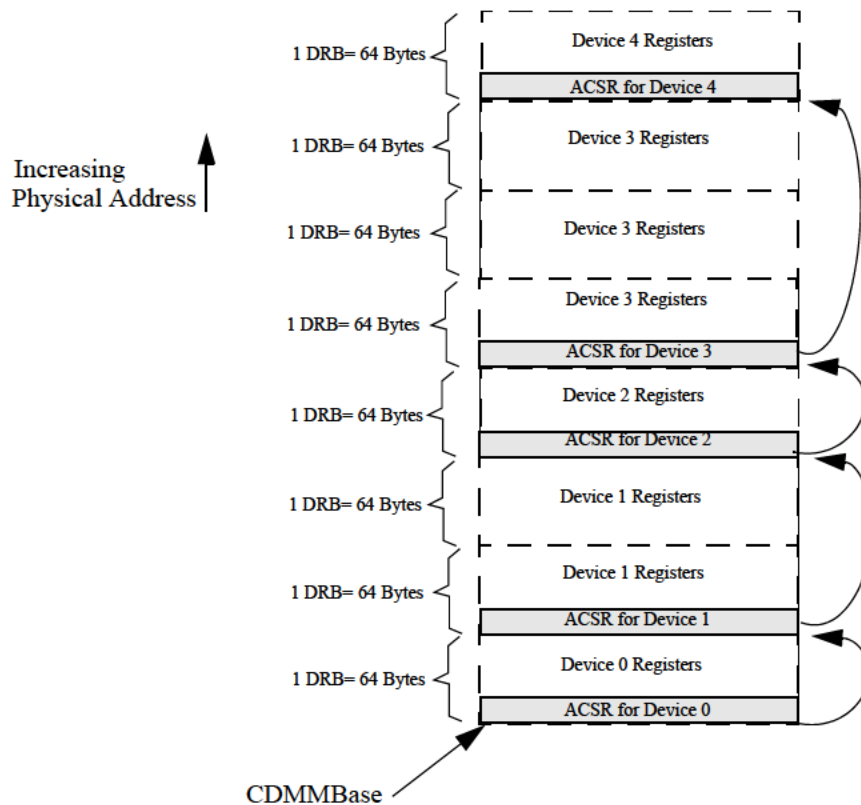 Device 4 Registers
1 DRB= 64 Bytes
ACSR for Device 4
1 DRB= 64 Bytes
Device 3 Registers
Increasing
Physical Address
1 DRB= 64 Bytes
Device 3 Registers
Device 3 Registers
1 DRB= 64 Bytes
ACSR for Device 3
Device 2 Registers
1 DRB= 64 Bytes
ACSR for Device 2
1 DRB= 64 Bytes
Device 1 Registers
Device 1 Registers
1 DRB= 64 Bytes
ACSR for Device 1
Device 0 Registers
1 DRB= 64 Bytes
ACSR for Device 0
CDMMBase